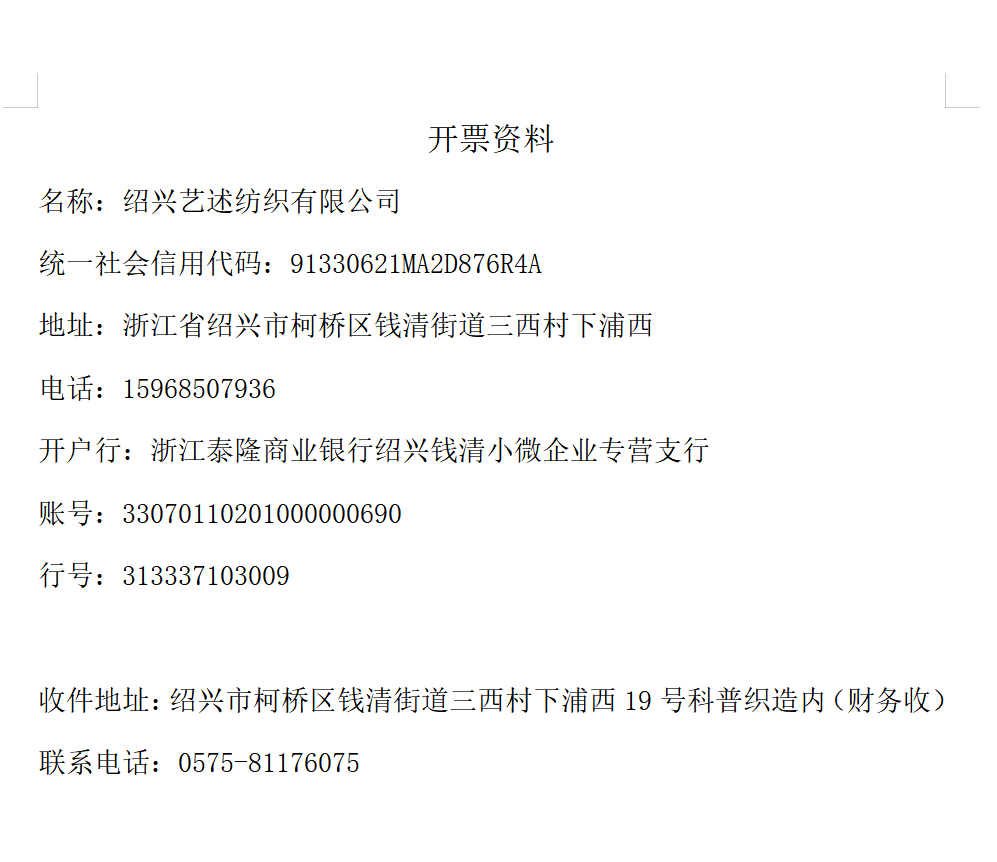 开票资料
名称：绍兴艺述纺织有限公司
统一社会信用代码：91330621MA2D876R4A
地址：浙江省绍兴市柯桥区钱清街道三西村下浦西
电话：15968507936
开户行：浙江泰隆商业银行绍兴钱清小微企业专营支行
账号：33070110201000000690
行号：313337103009
收件地址：绍兴市柯桥区钱清街道三西村下浦西 19 号科普织造内（财务收）
联系电话：0575-81176075